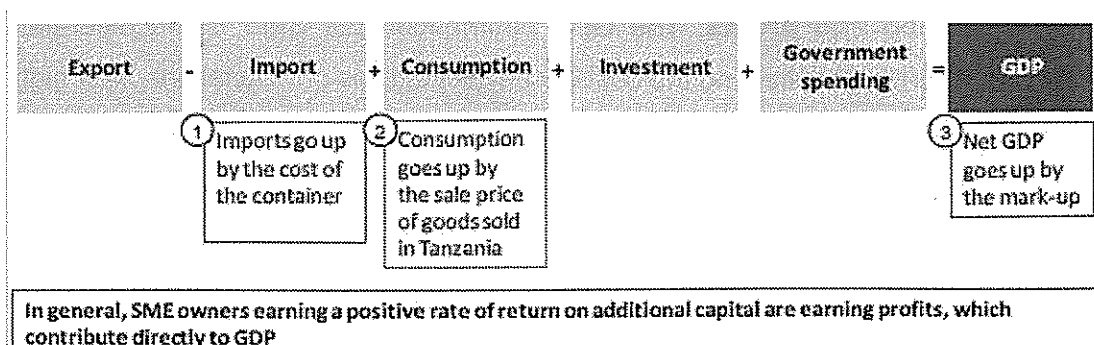 Export - Import + Consumption + Investment + Government spending = GDP
1 Imports go up
by the cost of
the container
2 Consumption
goes up by
the sale price
of goods sold
in Tanzania
3 Net GDP
goes up by
the mark-up
In general, SME owners earning a positive rate of return on additional capital are earning profits, which
contribute directly to GDP